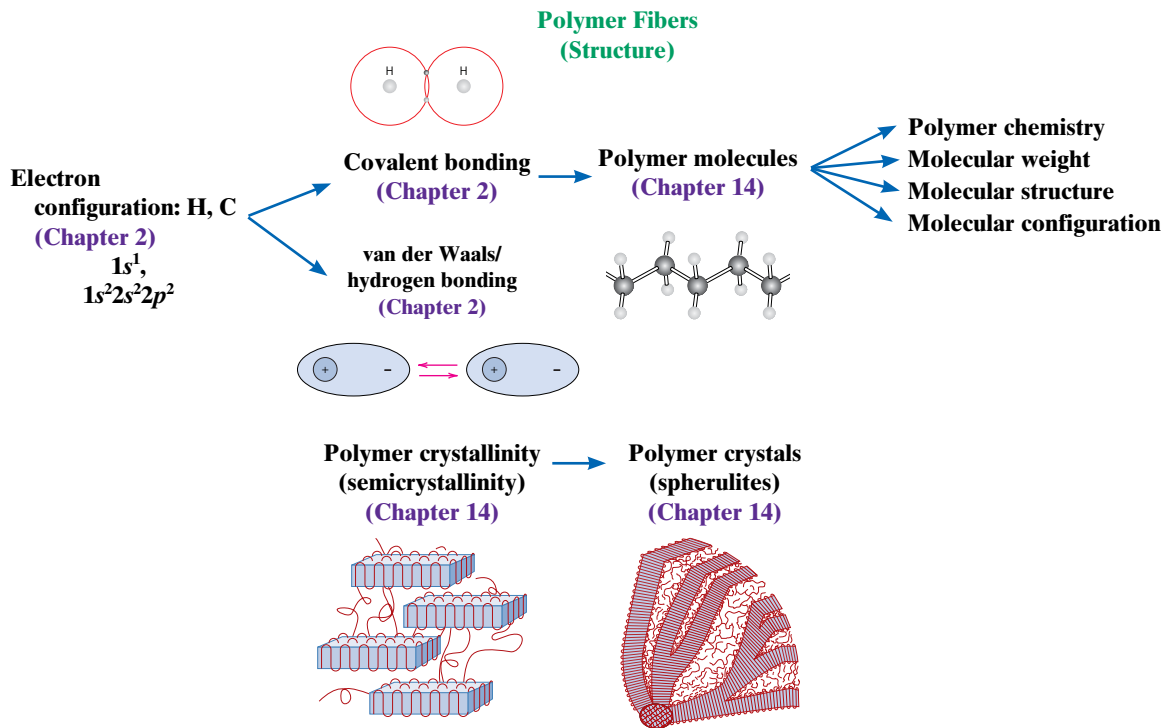 Polymer Fibers
(Structure)
H H
Electron
configuration: H, C
(Chapter 2)
1s¹,
1s²2s²2p²
Covalent bonding
(Chapter 2)
van der Waals/
hydrogen bonding
(Chapter 2)
+ – + –
Polymer molecules
(Chapter 14)
Polymer chemistry
Molecular weight
Molecular structure
Molecular configuration
Polymer crystallinity
(semicrystallinity)
(Chapter 14)
Polymer crystals
(spherulites)
(Chapter 14)